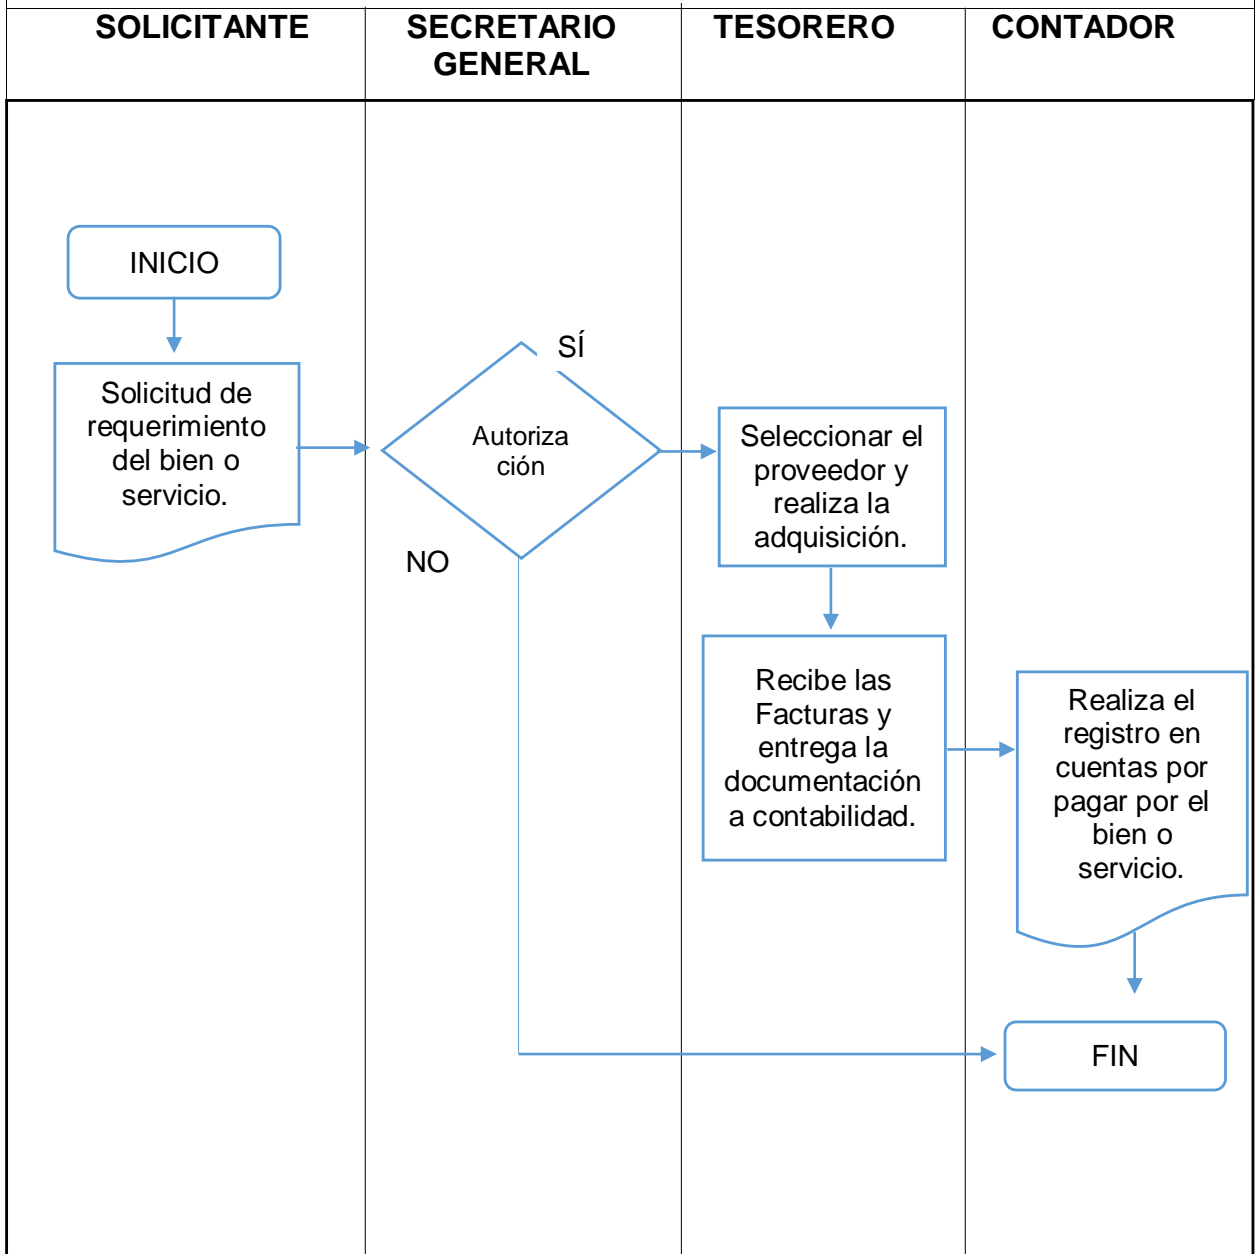 SOLICITANTE
SECRETARIO
GENERAL
TESORERO
CONTADOR
INICIO
Solicitud de
requerimiento
del bien o
servicio.
SÍ
Autoriza
ción
NO
Seleccionar el
proveedor y
realiza la
adquisición.
Recibe las
Facturas y
entrega la
documentación
a contabilidad.
Realiza el
registro en
cuentas por
pagar por el
bien o
servicio.
FIN